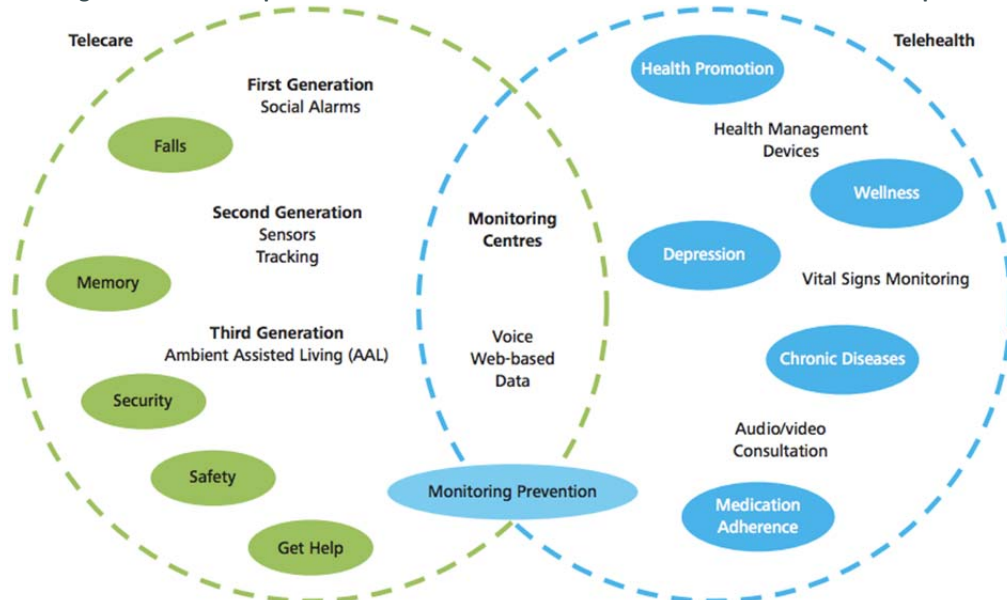 Telecare
First Generation
Social Alarms
Falls
Second Generation
Sensors
Tracking
Memory
Third Generation
Ambient Assisted Living (AAL)
Security
Safety
Get Help
Monitoring
Centres
Voice
Web-based
Data
Monitoring Prevention
Telehealth
Health Promotion
Health Management
Devices
Wellness
Depression
Vital Signs Monitoring
Chronic Diseases
Audio/video
Consultation
Medication
Adherence